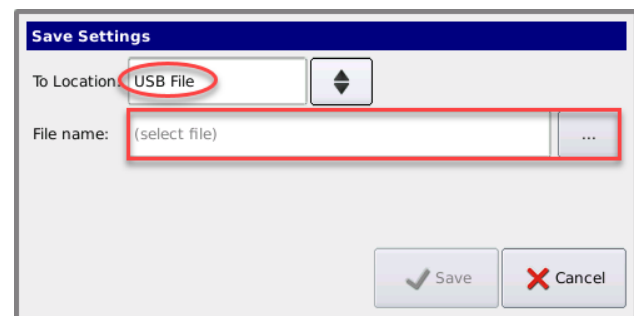 Save Settings
To Location: USB File
File name: (select file) ...
Save Cancel